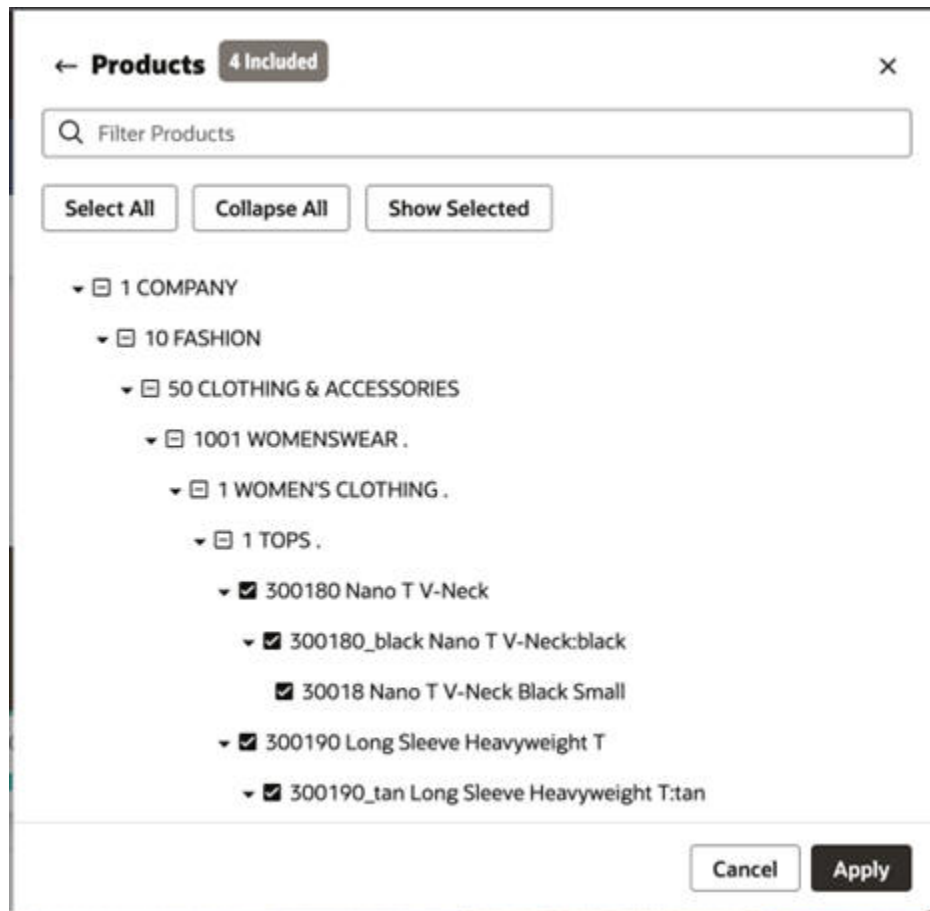 ← Products 4 Included ×
Filter Products
Select All Collapse All Show Selected
1 COMPANY
10 FASHION
50 CLOTHING & ACCESSORIES
1001 WOMENSWEAR .
1 WOMEN'S CLOTHING .
1 TOPS .
300180 Nano T V-Neck
300180_black Nano T V-Neck:black
30018 Nano T V-Neck Black Small
300190 Long Sleeve Heavyweight T
300190_tan Long Sleeve Heavyweight T:tan
Cancel Apply